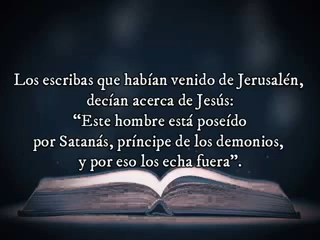 Los escribas que habían venido de Jerusalén,
decían acerca de Jesús:
“Este hombre está poseído
por Satanás, príncipe de los demonios,
y por eso los echa fuera”.